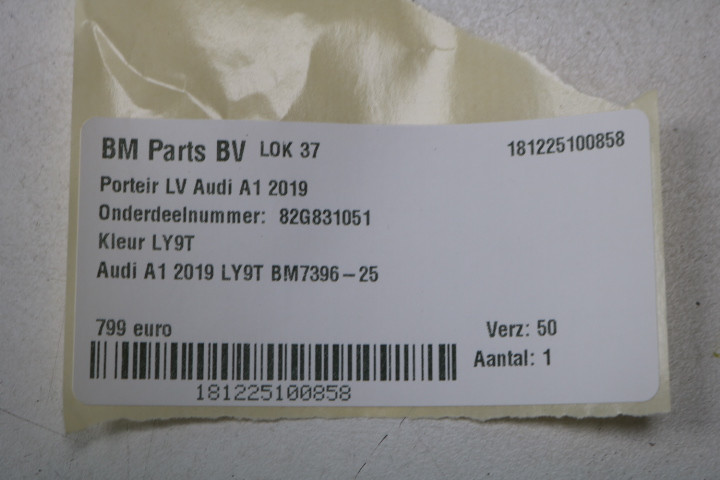 BM Parts BV LOK 37 181225100858
Porteir LV Audi A1 2019
Onderdeelnummer: 82G831051
Kleur LY9T
Audi A1 2019 LY9T BM7396-25
799 euro Verz: 50
Aantal: 1
181225100858